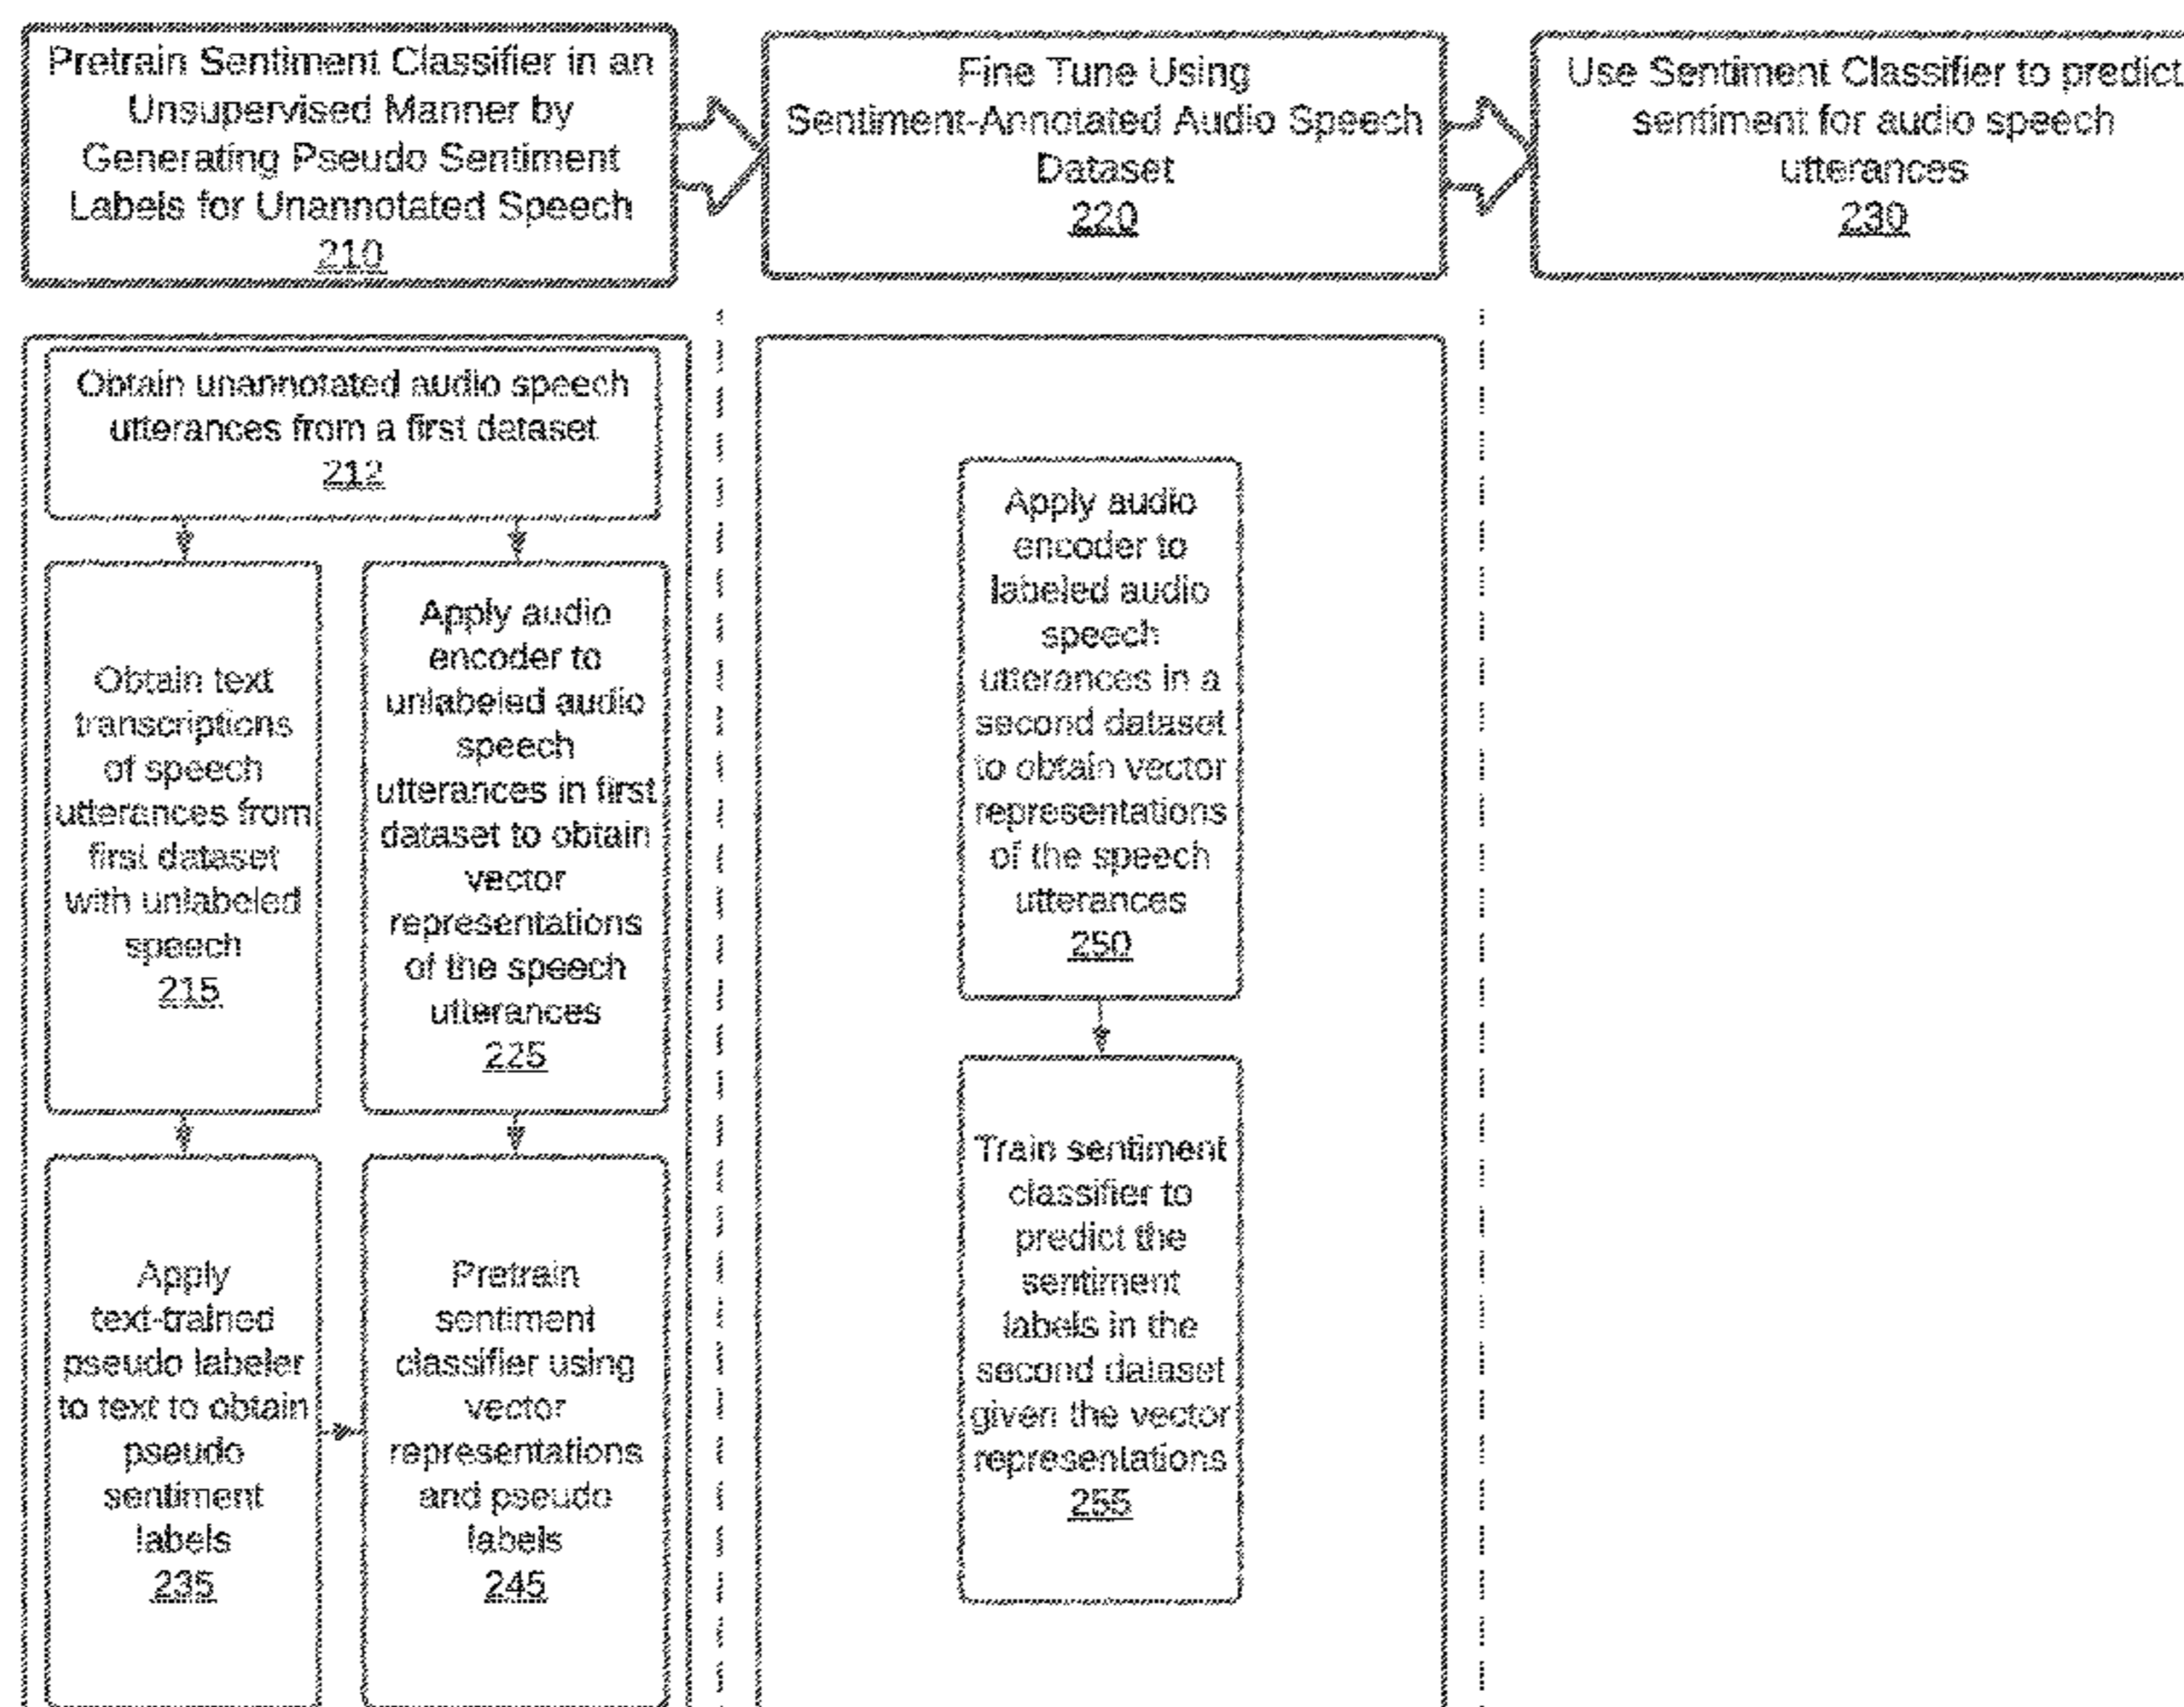 Pretrain Sentiment Classifier in an
Unsupervised Manner by
Generating Pseudo Sentiment
Labels for Unannotated Speech
210
Fine Tune Using
Sentiment-Annotated Audio Speech
Dataset
220
Use Sentiment Classifier to predict
sentiment for audio speech
utterances
230
Obtain unannotated audio speech
utterances from a first dataset
212
Obtain text
transcriptions
of speech
utterances from
first dataset
with unlabeled
speech
215
Apply audio
encoder to
unlabeled audio
speech
utterances in first
dataset to obtain
vector
representations
of the speech
utterances
225
Apply
text-trained
pseudo labeler
to text to obtain
pseudo
sentiment
labels
235
Pretrain
sentiment
classifier using
vector
representations
and pseudo
labels
245
Apply audio
encoder to
labeled audio
speech
utterances in a
second dataset
to obtain vector
representations
of the speech
utterances
250
Train sentiment
classifier to
predict the
sentiment
labels in the
second dataset
given the vector
representations
255